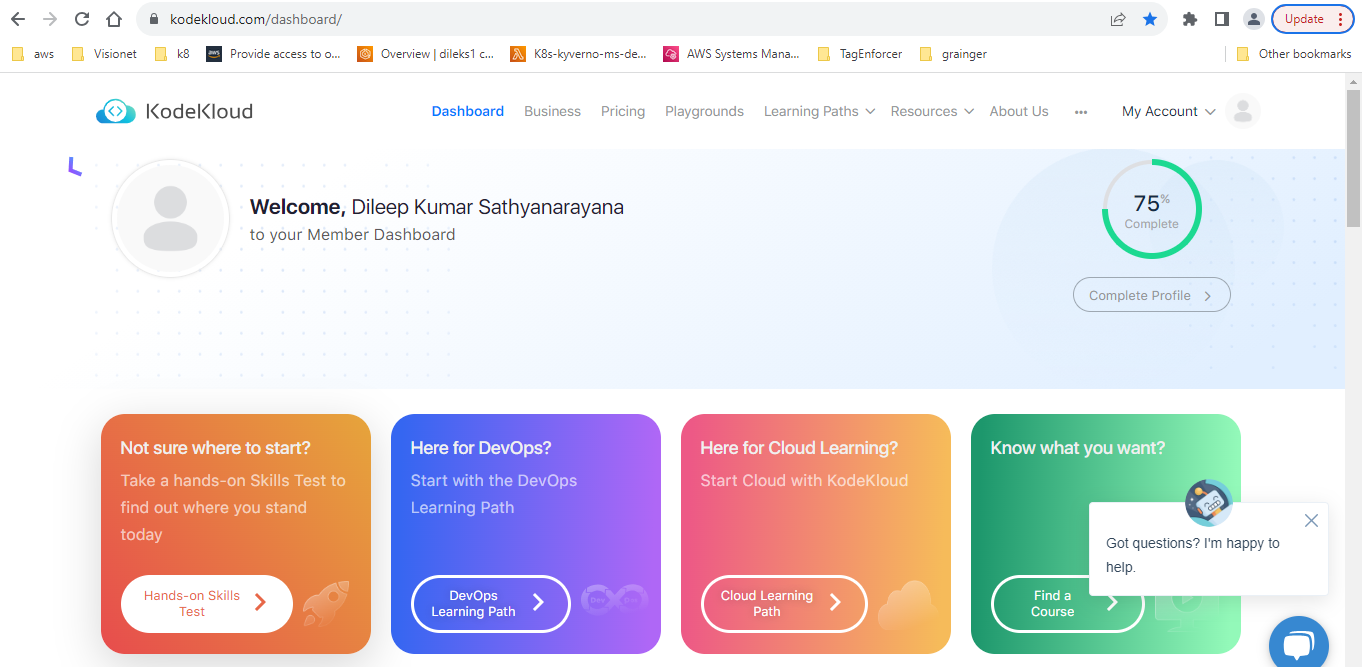 kodekloud.com/dashboard/
Update
aws
Visionet
k8
Provide access to o...
Overview | dileks1 c...
K8s-kyverno-ms-de...
AWS Systems Mana...
TagEnforcer
grainger
Other bookmarks
KodeKloud
Dashboard
Business
Pricing
Playgrounds
Learning Paths
Resources
About Us
My Account
Welcome, Dileep Kumar Sathyanarayana
to your Member Dashboard
75%
Complete
Complete Profile
Not sure where to start?
Take a hands-on Skills Test to
find out where you stand
today
Hands-on Skills
Test
Here for DevOps?
Start with the DevOps
Learning Path
DevOps
Learning Path
Dev Ops
Here for Cloud Learning?
Start Cloud with KodeKloud
Cloud Learning
Path
Know what you want?
Find a
Course
Got questions? I'm happy to
help.